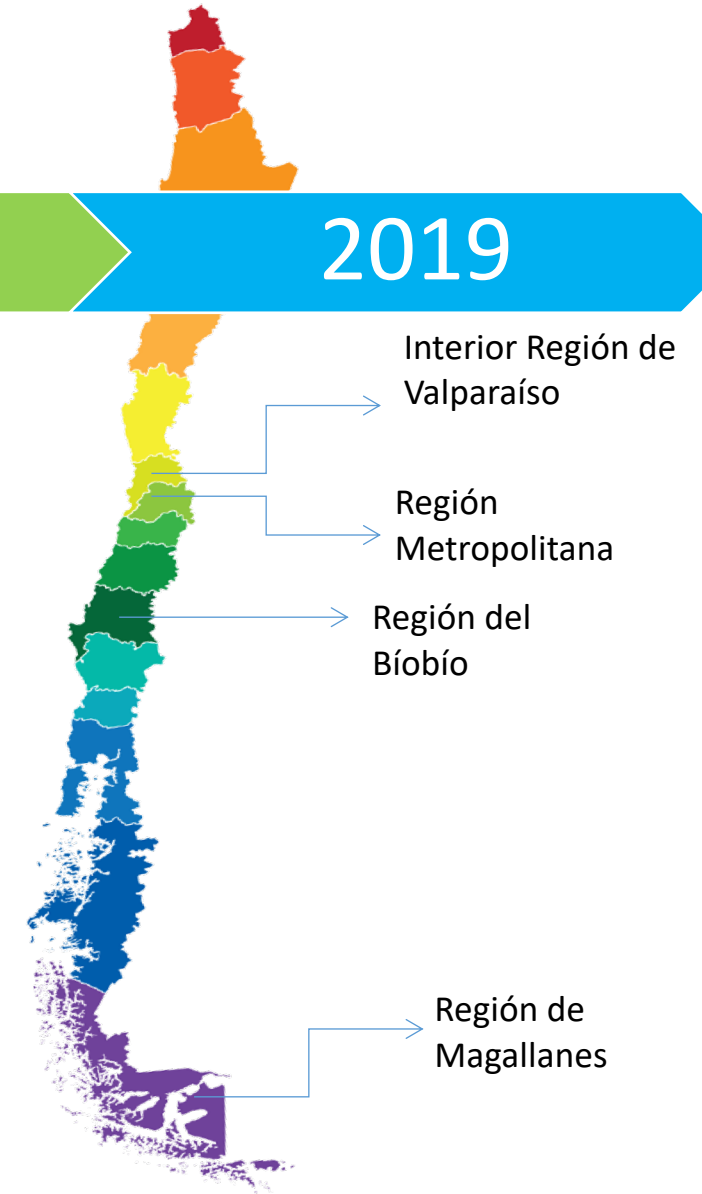 2019
Interior Región de
Valparaíso
Región
Metropolitana
Región del
Bíobío
Región de
Magallanes